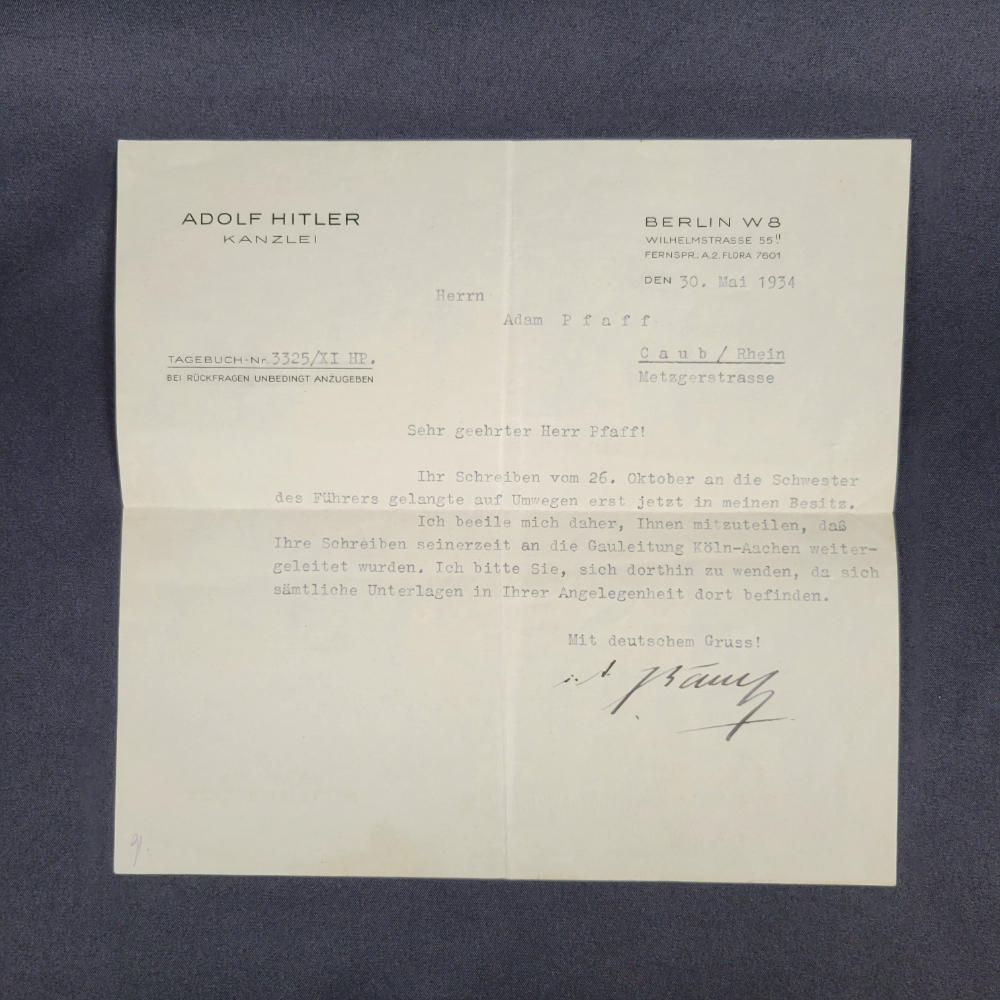 ADOLF HITLER
KANZLEI
BERLIN W8
WILHELMSTRASSE 55 II
FERNSPR. A.2. FLORA 7601
DEN 30. Mai 1934
Herrn
Adam P f a f f
C a u b / Rhein
Metzgerstrasse
TAGEBUCH-Nr. 3325/XI HP.
BEI RÜCKFRAGEN UNBEDINGT ANZUGEBEN
Sehr geehrter Herr Pfaff!
Ihr Schreiben vom 26. Oktober an die Schwester
des Führers gelangte auf Umwegen erst jetzt in meinen Besitz.
Ich beeile mich daher, Ihnen mitzuteilen, daß
Ihre Schreiben seinerzeit an die Gauleitung Köln-Aachen weiter-
geleitet wurden. Ich bitte Sie, sich dorthin zu wenden, da sich
sämtliche Unterlagen in Ihrer Angelegenheit dort befinden.
Mit deutschem Gruss!
i. A.